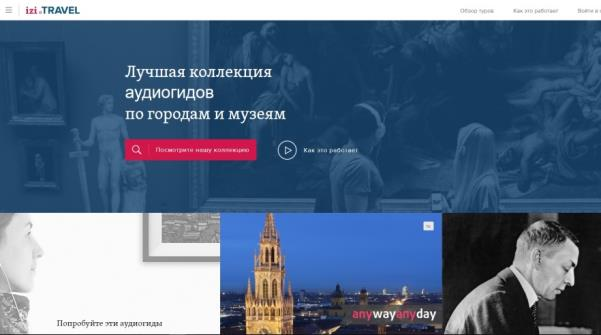 izi.TRAVEL
Обзор туров
Как это работает
Войти в
Лучшая коллекция
аудиогидов
по городам и музеям
Посмотрите нашу коллекцию
Как это работает
anywayanyday
Попробуйте эти аудиогиды